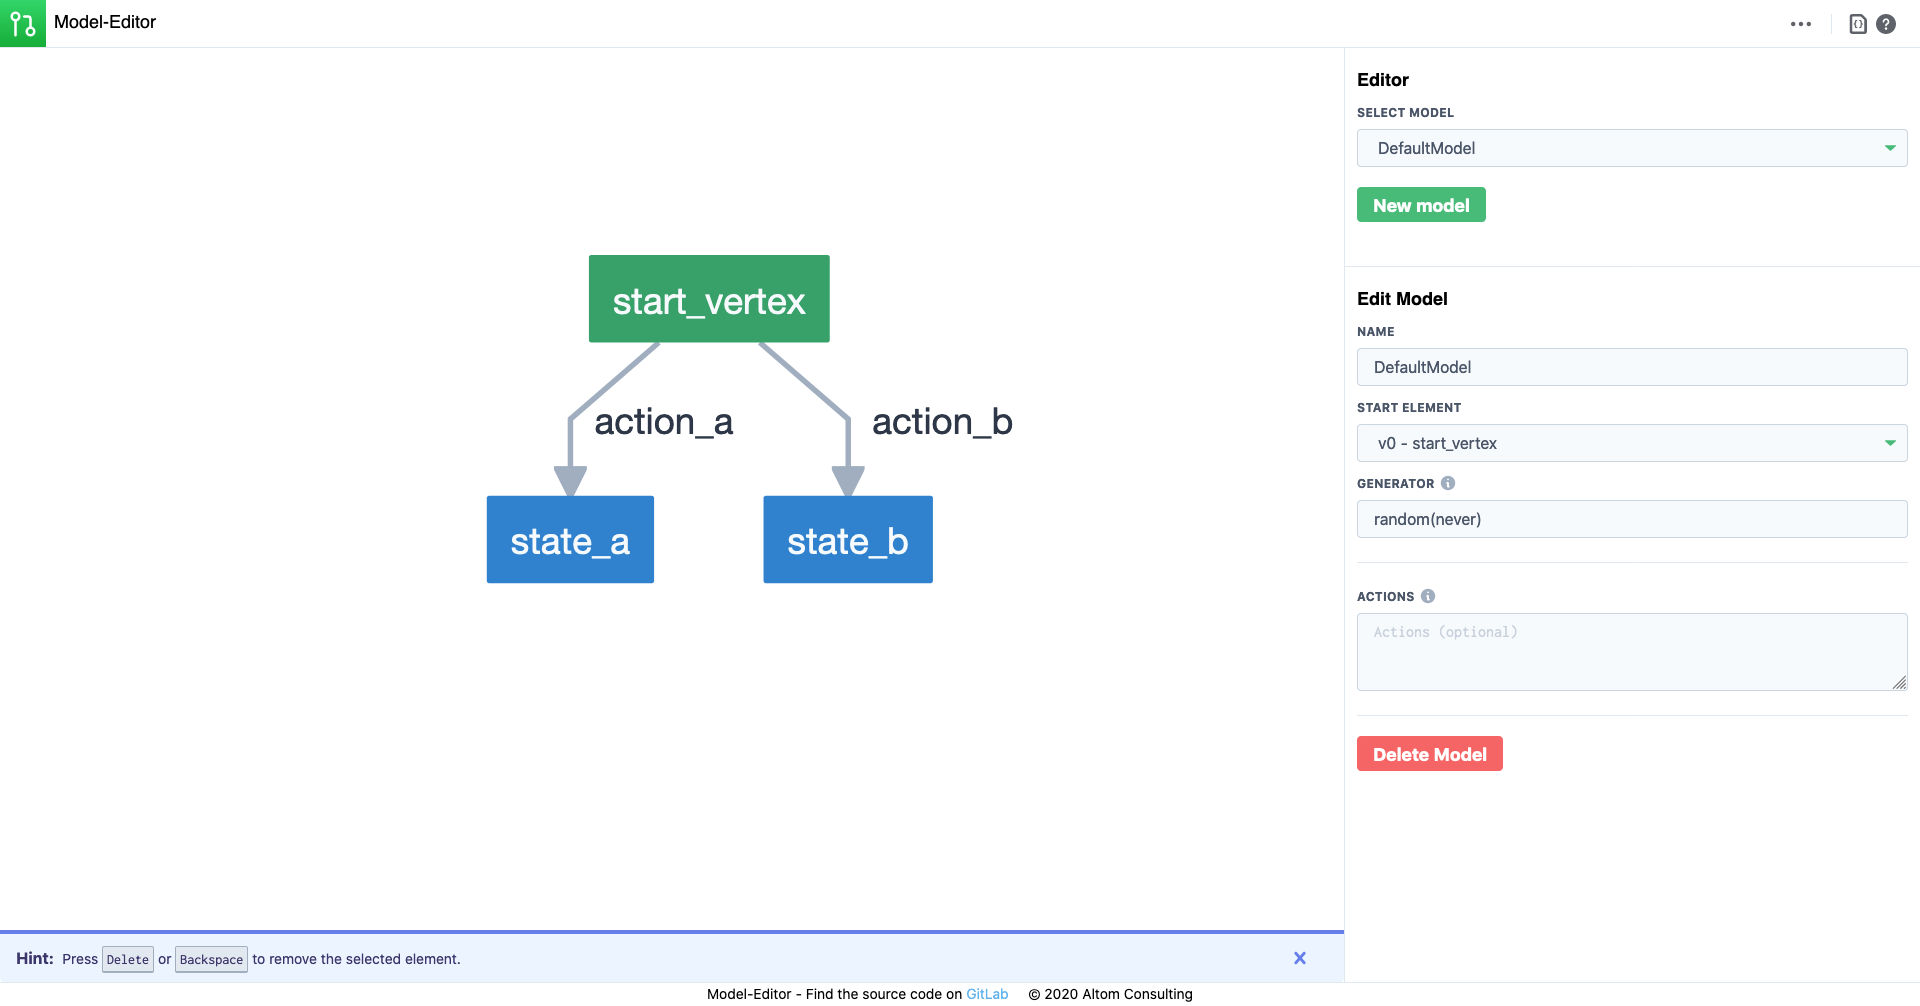 Model-Editor
start_vertex
action_a
action_b
state_a
state_b
Hint: Press Delete or Backspace to remove the selected element.
Editor
SELECT MODEL
DefaultModel
New model
Edit Model
NAME
DefaultModel
START ELEMENT
v0 - start_vertex
GENERATOR
random(never)
ACTIONS
Actions (optional)
Delete Model
Model-Editor - Find the source code on GitLab © 2020 Altom Consulting